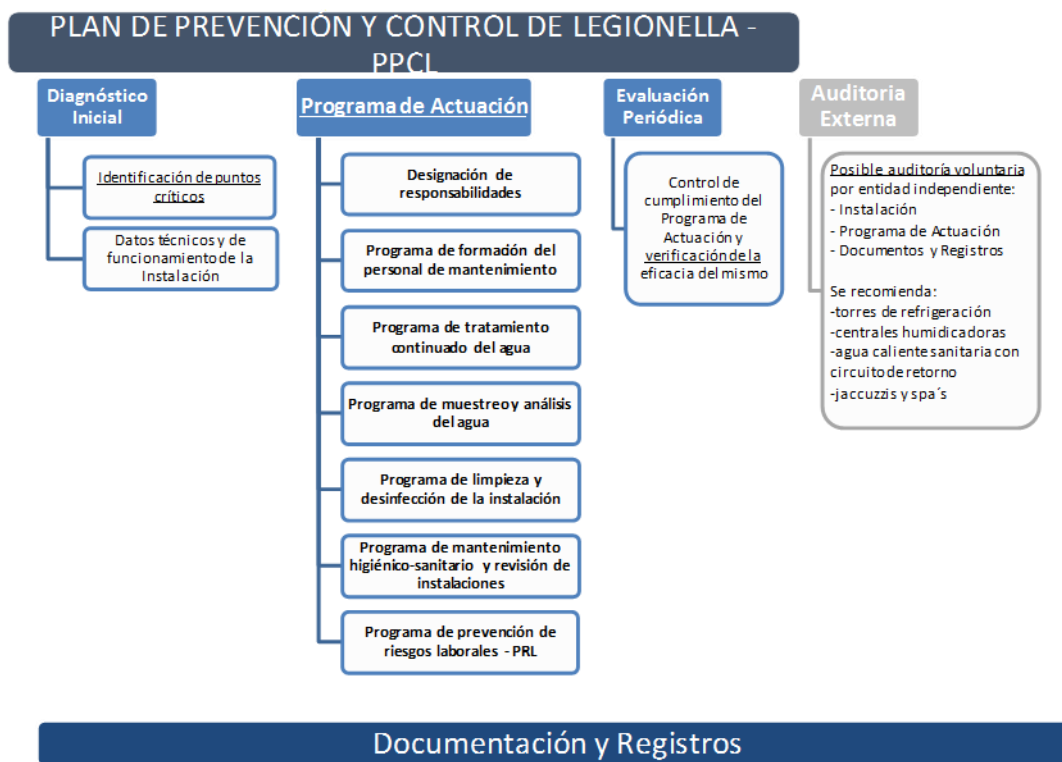 PLAN DE PREVENCIÓN Y CONTROL DE LEGIONELLA -
PPCL
Diagnóstico
Inicial
Identificación de puntos
críticos
Datos técnicos y de
funcionamiento de la
Instalación
Programa de Actuación
Designación de
responsabilidades
Programa de formación del
personal de mantenimiento
Programa de tratamiento
continuado del agua
Programa de muestreo y análisis
del agua
Programa de limpieza y
desinfección de la instalación
Programa de mantenimiento
higiénico-sanitario y revisión de
instalaciones
Programa de prevención de
riesgos laborales - PRL
Evaluación
Periódica
Control de
cumplimiento del
Programa de
Actuación y
verificación de la
eficacia del mismo
Auditoria
Externa
Posible auditoría voluntaria
por entidad independiente:
- Instalación
- Programa de Actuación
- Documentos y Registros
Se recomienda:
-torres de refrigeración
-centrales humidicadoras
-agua caliente sanitaria con
circuito de retorno
-jaccuzzis y spa´s
Documentación y Registros